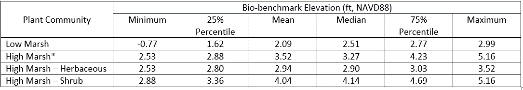 Bio-benchmark Elevation (ft, NAVD88)
Plant Community Minimum 25% Percentile Mean Median 75% Percentile Maximum
Low Marsh -0.77 1.62 2.09 2.51 2.77 2.99
High Marsh* 2.53 2.88 3.52 3.27 4.23 5.16
High Marsh – Herbaceous 2.53 2.80 2.94 2.90 3.03 3.52
High Marsh - Shrub 2.88 3.36 4.04 4.14 4.69 5.16